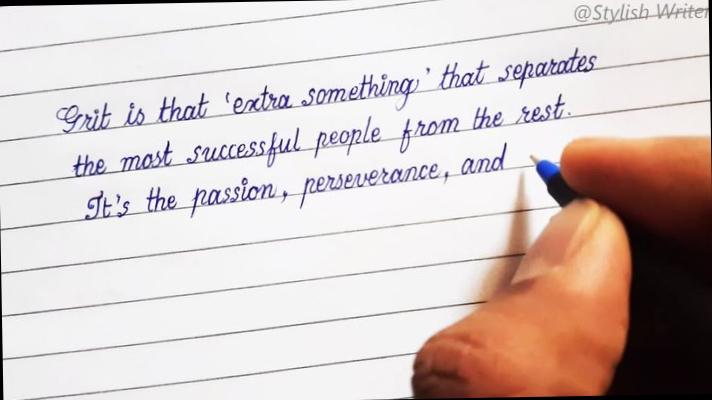 @Stylish Writer
Grit is that 'extra something,' that separates
the most successful people from the rest.
It's the passion, perseverance, and